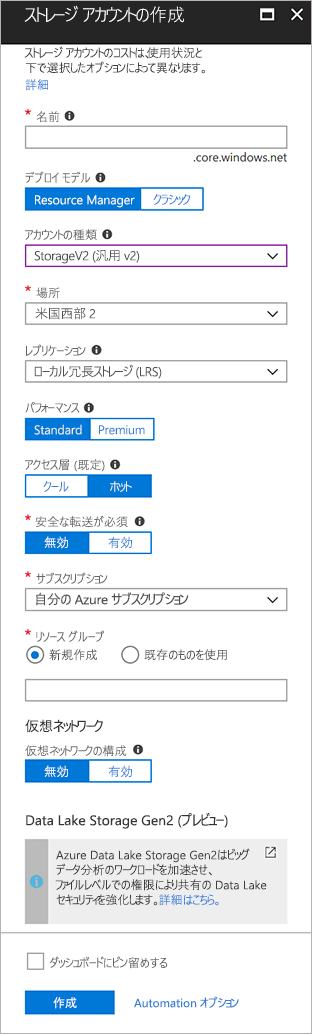 ストレージ アカウントの作成
ストレージ アカウントのコストは、使用状況と
下で選択したオプションによって異なります。
詳細
* 名前
.core.windows.net
デプロイ モデル
Resource Manager クラシック
アカウントの種類
StorageV2 (汎用 v2)
* 場所
米国西部 2
レプリケーション
ローカル冗長ストレージ (LRS)
パフォーマンス
Standard Premium
アクセス層 (既定)
クール ホット
* 安全な転送が必須
無効 有効
* サブスクリプション
自分の Azure サブスクリプション
* リソース グループ
新規作成 既存のものを使用
仮想ネットワーク
仮想ネットワークの構成
無効 有効
Data Lake Storage Gen2 (プレビュー)
Azure Data Lake Storage Gen2はビッグ
データ分析のワークロードを加速させ、
ファイルレベルでの権限により共有の Data Lake
セキュリティを強化します。詳細はこちら。
ダッシュボードにピン留めする
作成 Automation オプション